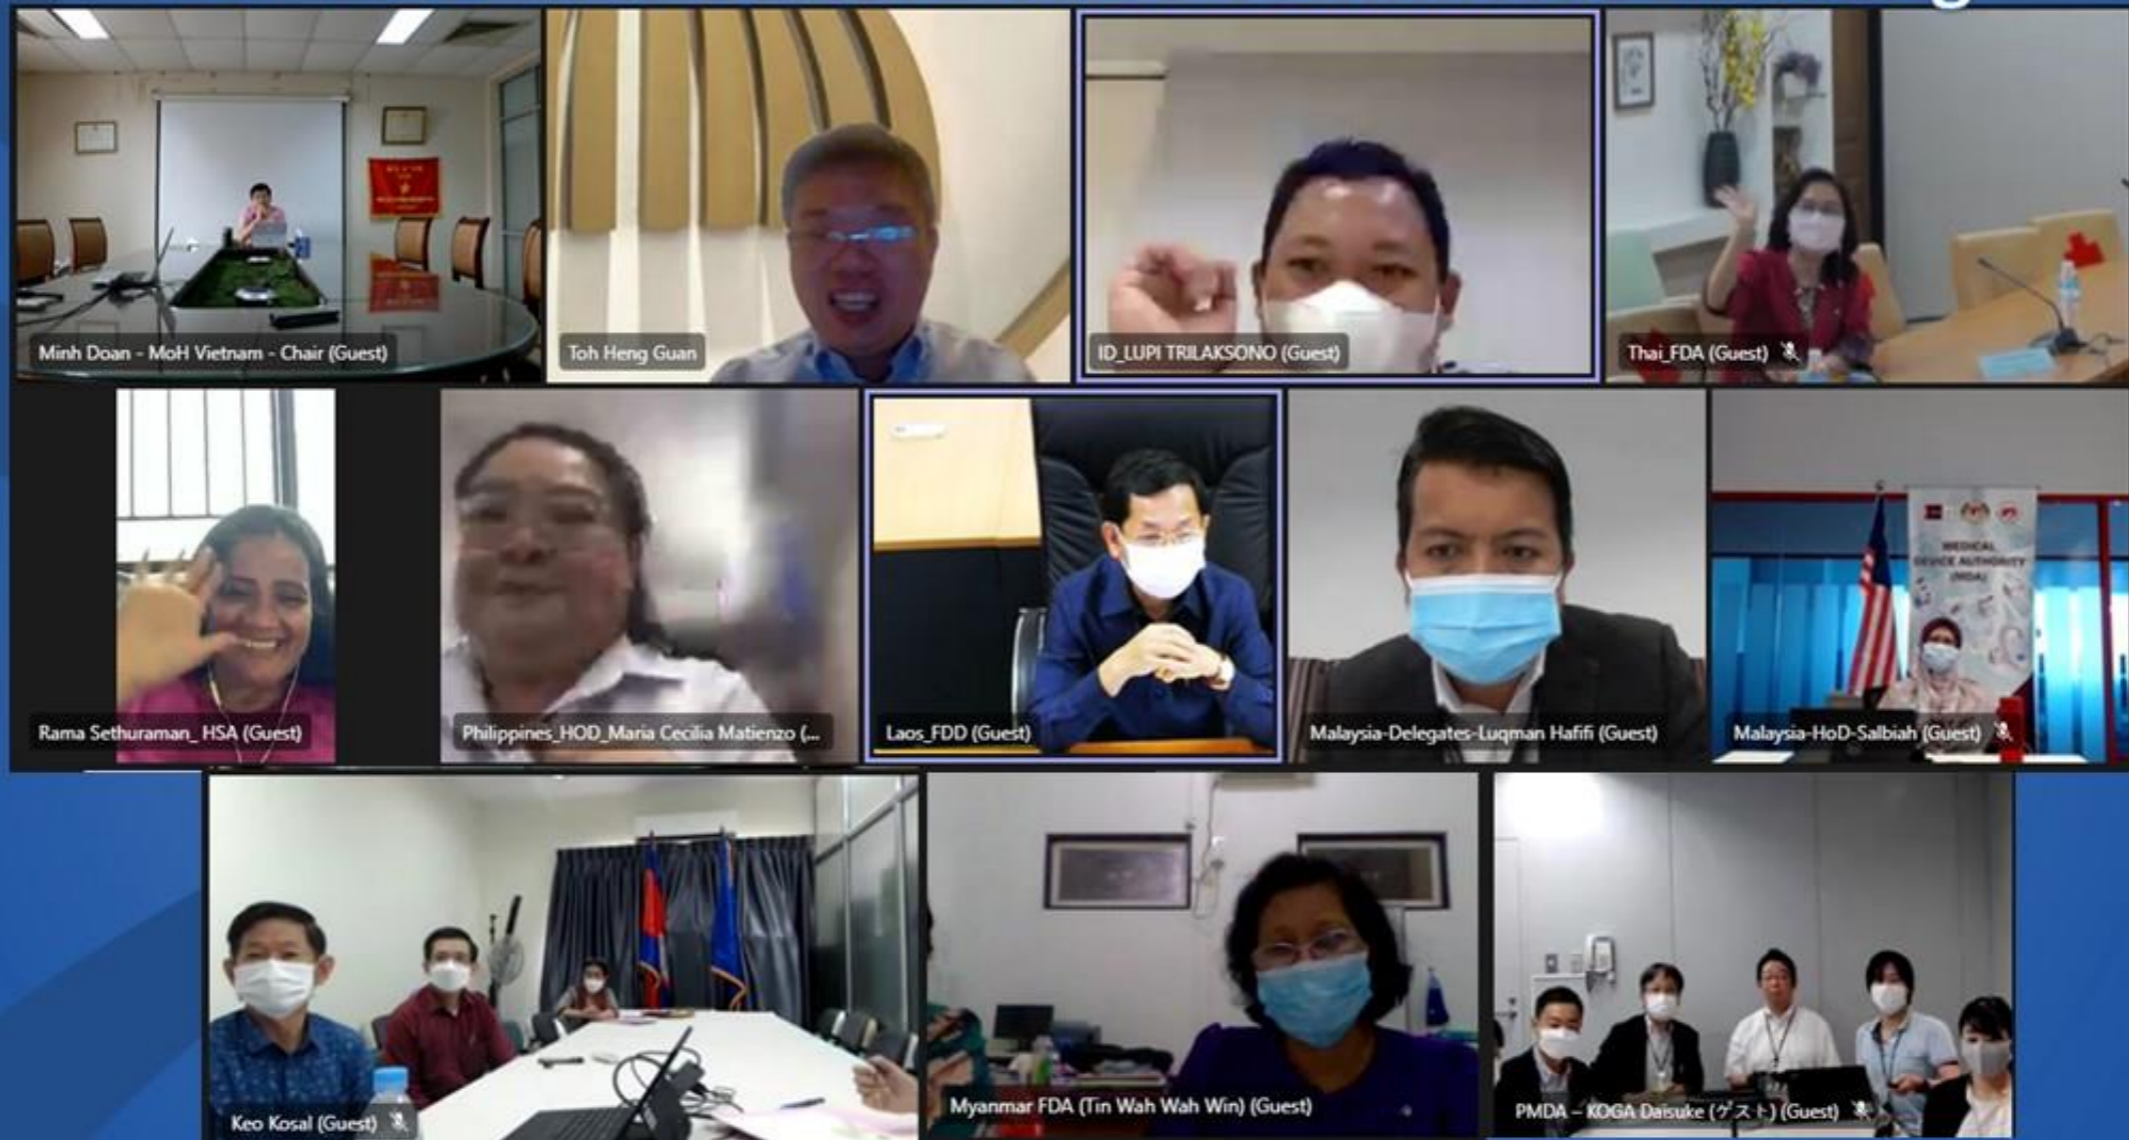 Minh Doan - MoH Vietnam - Chair (Guest)
Toh Heng Guan
ID_LUPI TRILAKSONO (Guest)
Thai_FDA (Guest)
Rama Sethuraman_ HSA (Guest)
Philippines_HOD_Maria Cecilia Matienzo (...
Laos_FDD (Guest)
Malaysia-Delegates-Luqman Hafifi (Guest)
MEDICAL
DEVICE AUTHORITY
(MDA)
Malaysia-HoD-Salbiah (Guest)
Keo Kosal (Guest)
Myanmar FDA (Tin Wah Wah Win) (Guest)
PMDA – KOGA Daisuke (ゲスト) (Guest)